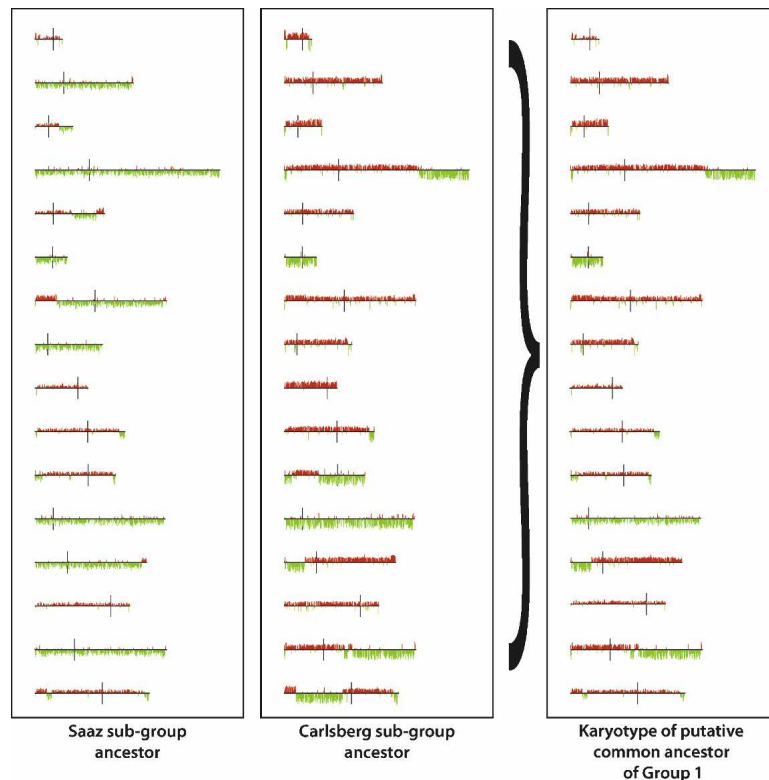 Saaz sub-group
ancestor
Carlsberg sub-group
ancestor
Karyotype of putative
common ancestor
of Group 1